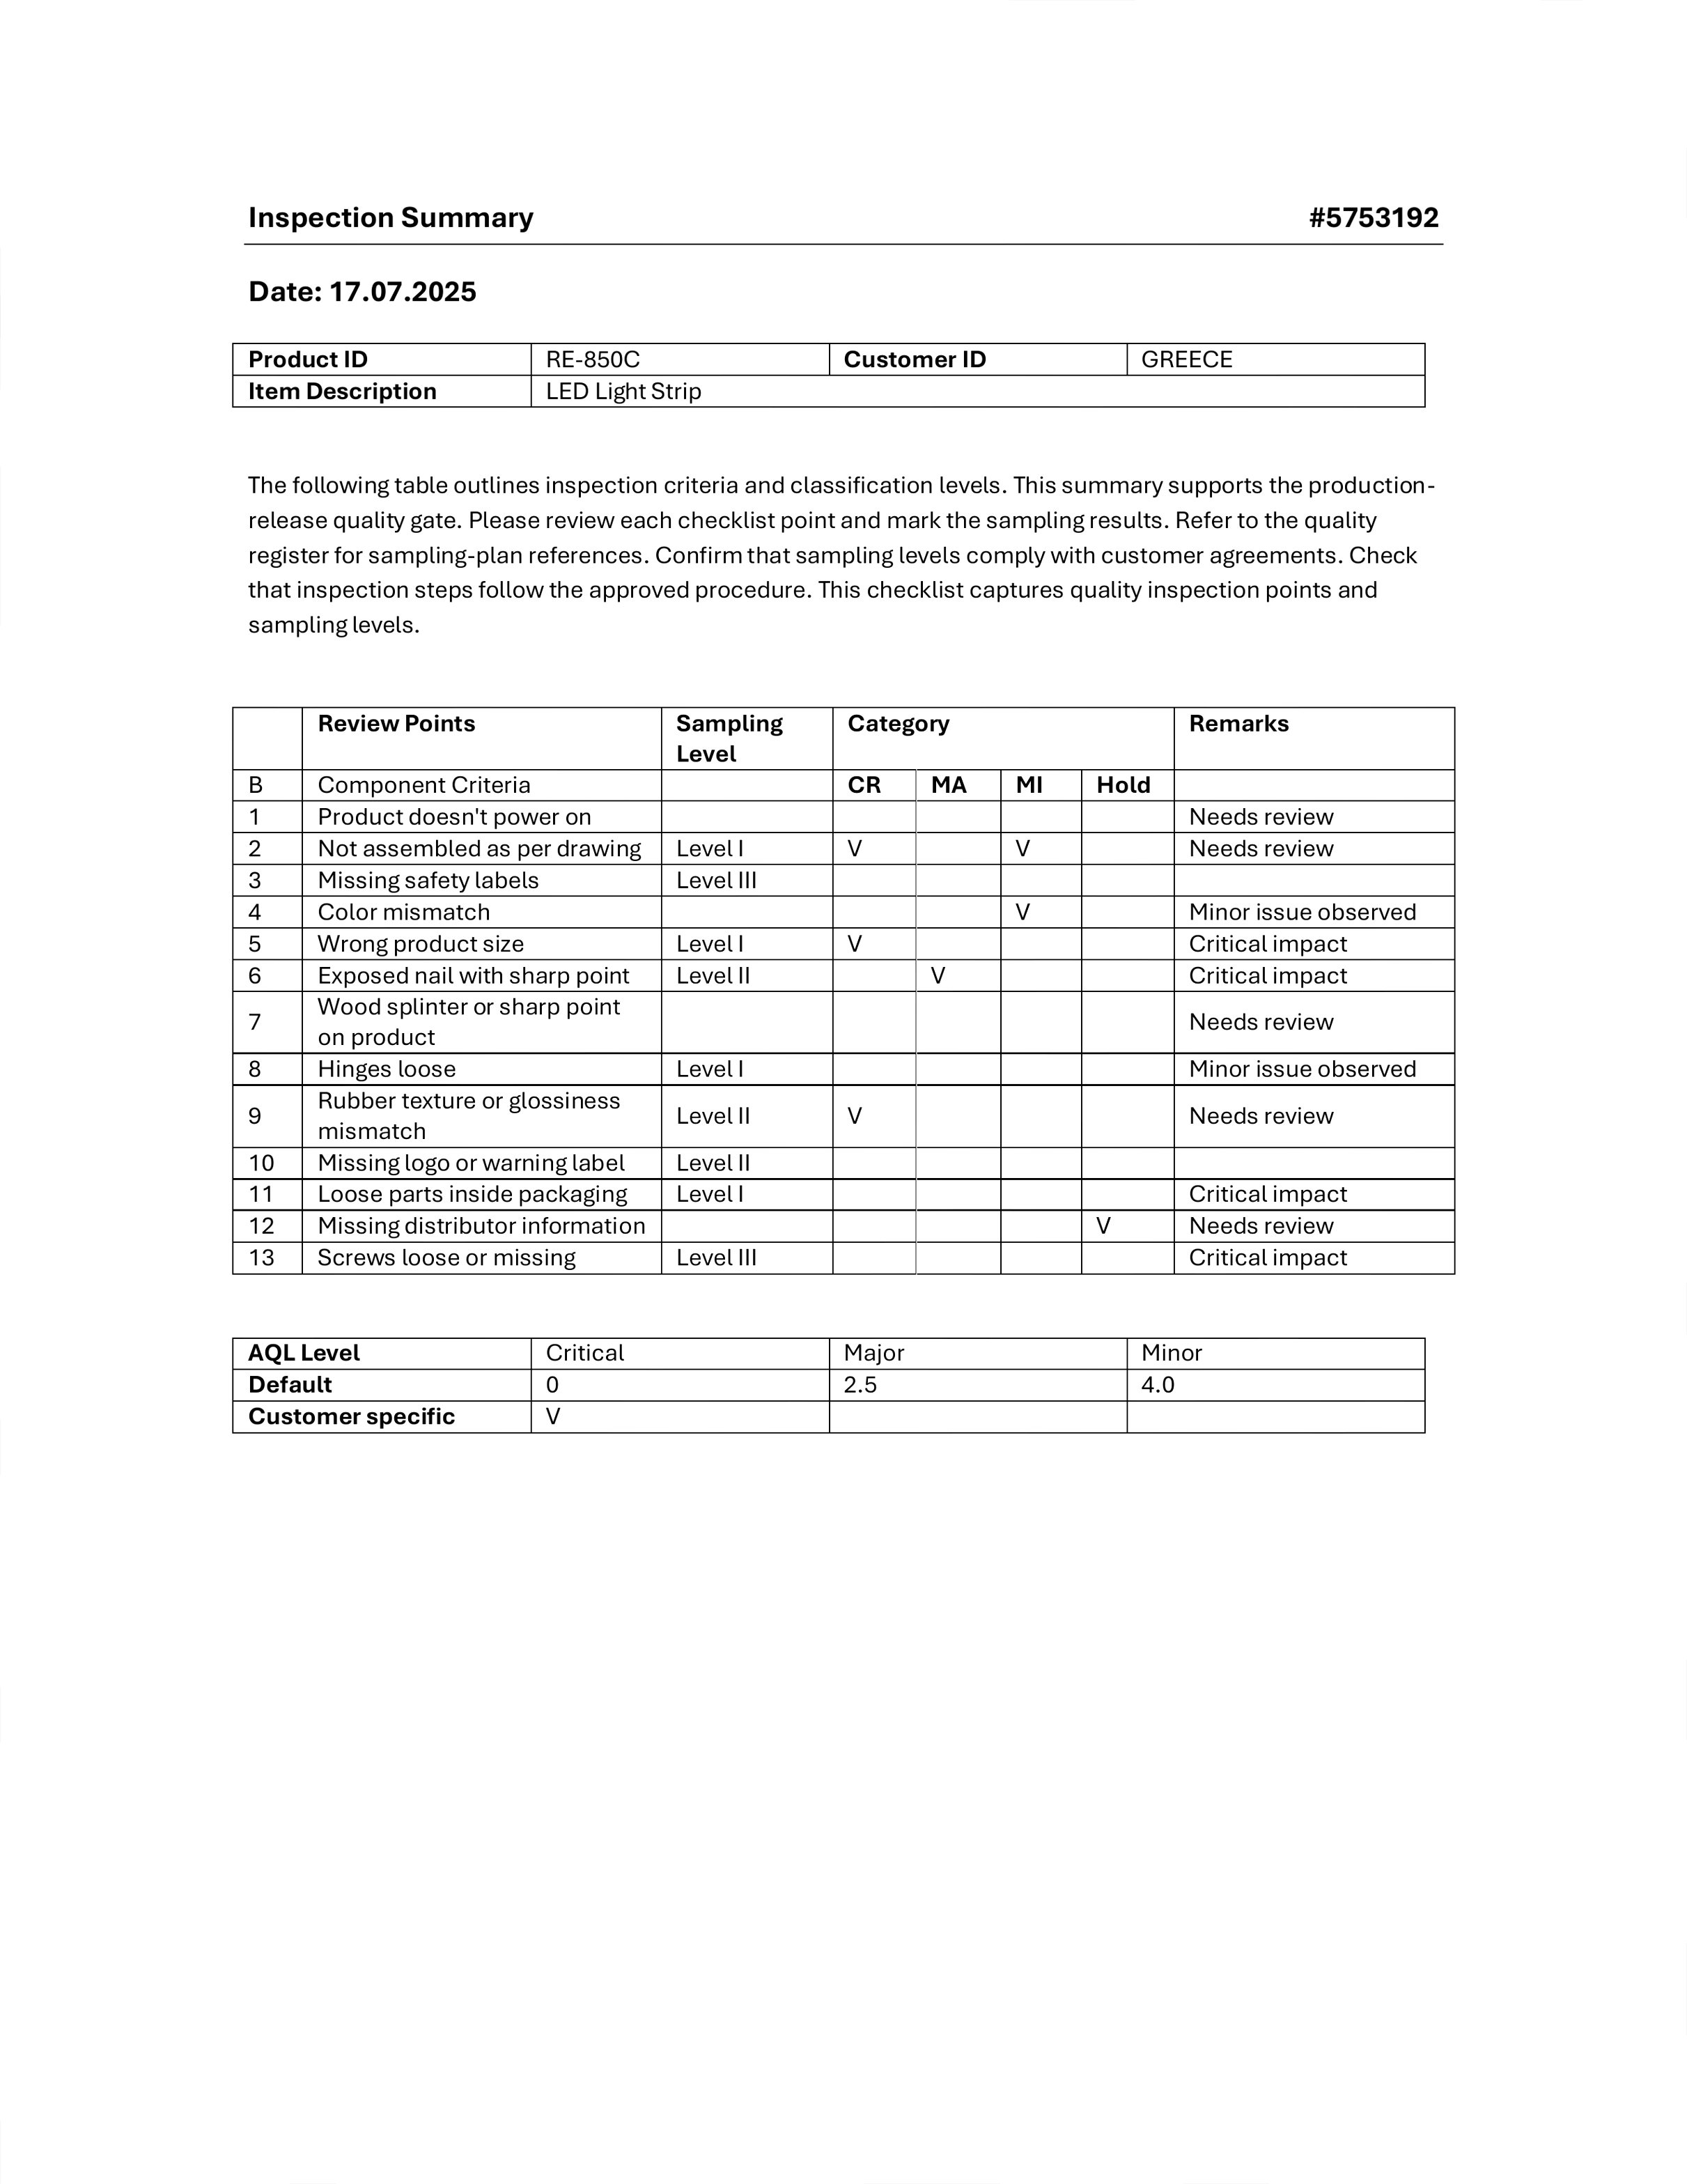 Inspection Summary #5753192
Date: 17.07.2025
Product ID RE-850C Customer ID GREECE
Item Description LED Light Strip
The following table outlines inspection criteria and classification levels. This summary supports the production-
release quality gate. Please review each checklist point and mark the sampling results. Refer to the quality
register for sampling-plan references. Confirm that sampling levels comply with customer agreements. Check
that inspection steps follow the approved procedure. This checklist captures quality inspection points and
sampling levels.
Review Points Sampling Level Category Remarks
B Component Criteria CR MA MI Hold
1 Product doesn't power on Needs review
2 Not assembled as per drawing Level I V V Needs review
3 Missing safety labels Level III
4 Color mismatch V Minor issue observed
5 Wrong product size Level I V Critical impact
6 Exposed nail with sharp point Level II V Critical impact
7 Wood splinter or sharp point on product Needs review
8 Hinges loose Level I Minor issue observed
9 Rubber texture or glossiness mismatch Level II V Needs review
10 Missing logo or warning label Level II
11 Loose parts inside packaging Level I Critical impact
12 Missing distributor information V Needs review
13 Screws loose or missing Level III Critical impact
AQL Level Critical Major Minor
Default 0 2.5 4.0
Customer specific V